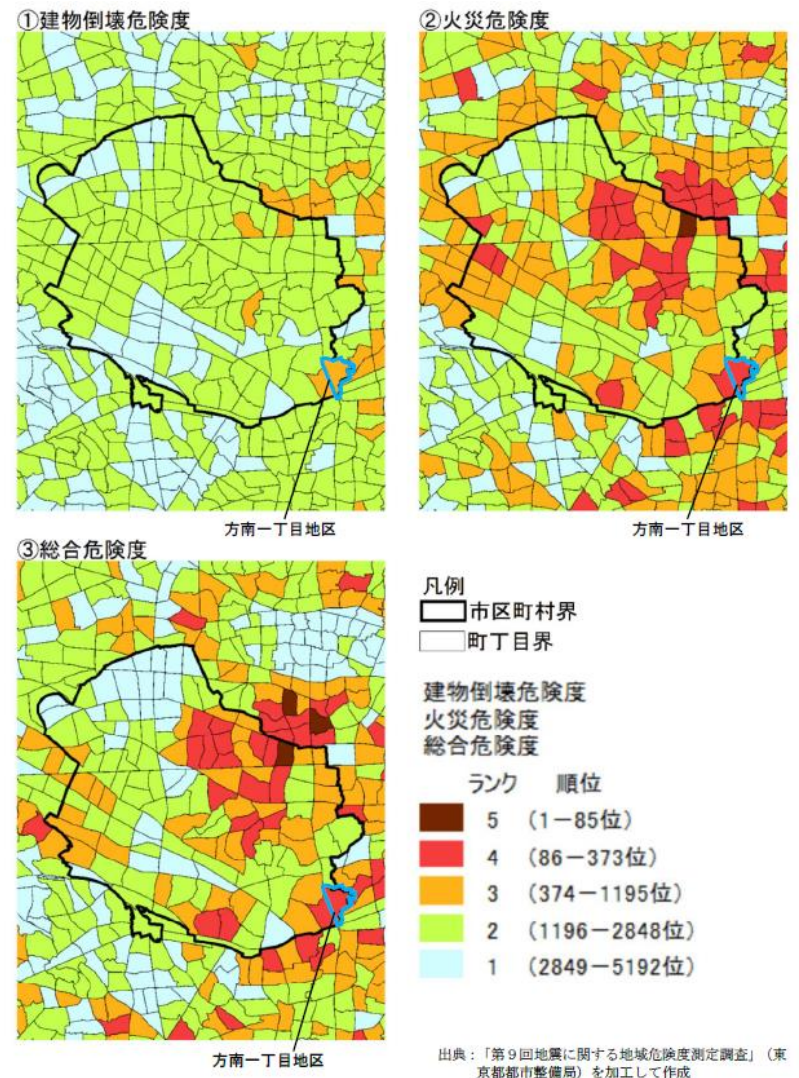 ①建物倒壊危険度
②火災危険度
方南一丁目地区
方南一丁目地区
③総合危険度
方南一丁目地区
凡例
市区町村界
町丁目界
建物倒壊危険度
火災危険度
総合危険度
ランク 順位
5 (1－85位)
4 (86－373位)
3 (374－1195位)
2 (1196－2848位)
1 (2849－5192位)
出典：「第９回地震に関する地域危険度測定調査」（東
京都都市整備局）を加工して作成